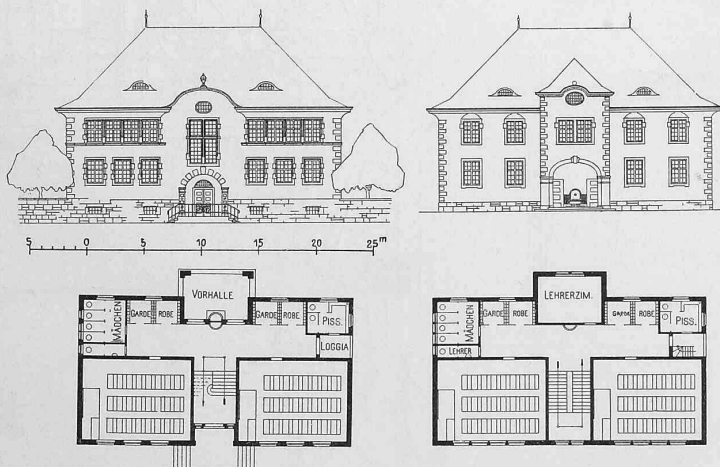 5 0 5 10 15 20 25 m
VORHALLE
MÄDCHEN
GARDE ROBE
GARDE ROBE
PISS.
LOGGIA
LEHRERZIM.
MÄDCHEN
GARDE ROBE
GARDE ROBE
PISS.
LEHRER